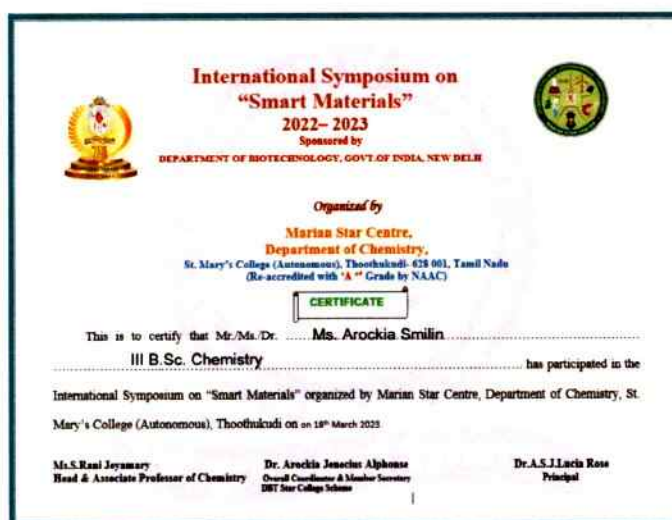 International Symposium on
“Smart Materials”
2022– 2023
Sponsored by
DEPARTMENT OF BIOTECHNOLOGY, GOVT.OF INDIA, NEW DELH
Organized by
Marian Star Centre,
Department of Chemistry,
St. Mary’s College (Autonomous), Thoothukudi- 628 001, Tamil Nadu
(Re-accredited with ‘A⁺’ Grade by NAAC)
CERTIFICATE
This is to certify that Mr./Ms./Dr. ......Ms. Arockia Smilin......
......III B.Sc. Chemistry...... has participated in the
International Symposium on “Smart Materials” organized by Marian Star Centre, Department of Chemistry, St.
Mary’s College (Autonomous), Thoothukudi on on 18th March 2023.
Ms.S.Rani Jeyamary Dr. Arockia Jenecius Alphonse Dr.A.S.J.Lucia Rose
Head & Associate Professor of Chemistry Overall Coordinator & Member Secretary Principal
DBT Star College Scheme